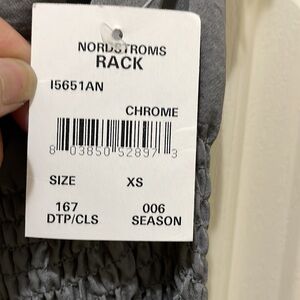 NORDSTROMS
RACK
I5651AN
CHROME
8 03850 52897 3
SIZE XS
167 006
DTP/CLS SEASON